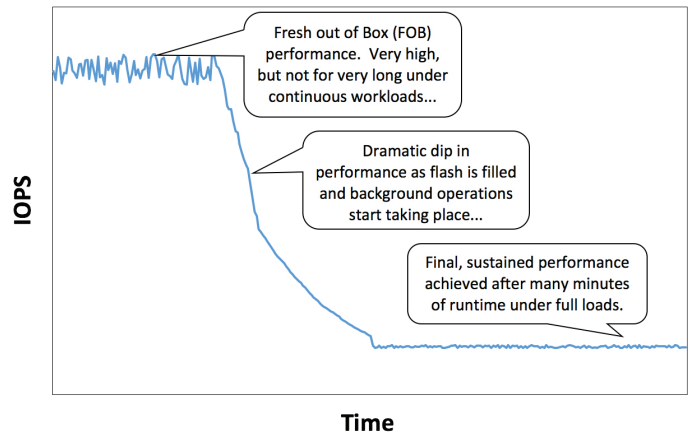 Fresh out of Box (FOB)
performance. Very high,
but not for very long under
continuous workloads...
Dramatic dip in
performance as flash is filled
and background operations
start taking place...
Final, sustained performance
achieved after many minutes
of runtime under full loads.
IOPS
Time